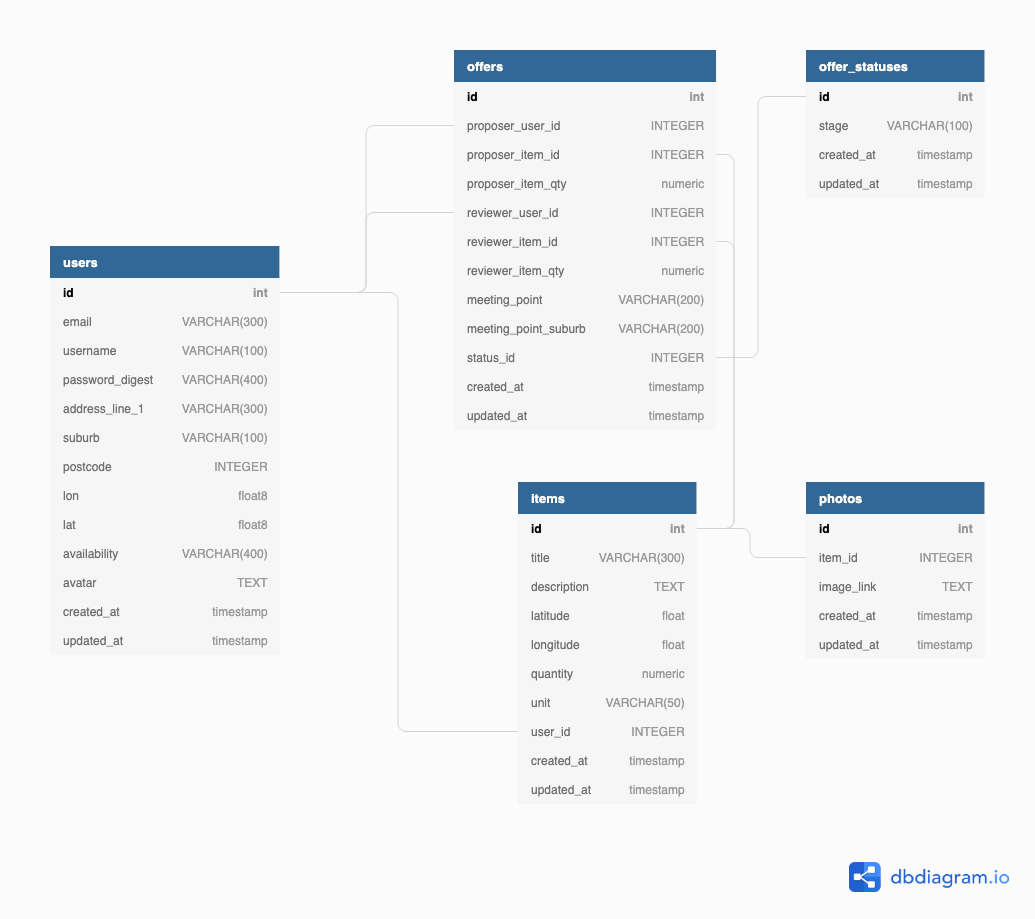 offers
id int
proposer_user_id INTEGER
proposer_item_id INTEGER
proposer_item_qty numeric
reviewer_user_id INTEGER
reviewer_item_id INTEGER
reviewer_item_qty numeric
meeting_point VARCHAR(200)
meeting_point_suburb VARCHAR(200)
status_id INTEGER
created_at timestamp
updated_at timestamp
offer_statuses
id int
stage VARCHAR(100)
created_at timestamp
updated_at timestamp
users
id int
email VARCHAR(300)
username VARCHAR(100)
password_digest VARCHAR(400)
address_line_1 VARCHAR(300)
suburb VARCHAR(100)
postcode INTEGER
lon float8
lat float8
availability VARCHAR(400)
avatar TEXT
created_at timestamp
updated_at timestamp
items
id int
title VARCHAR(300)
description TEXT
latitude float
longitude float
quantity numeric
unit VARCHAR(50)
user_id INTEGER
created_at timestamp
updated_at timestamp
photos
id int
item_id INTEGER
image_link TEXT
created_at timestamp
updated_at timestamp
dbdiagram.io